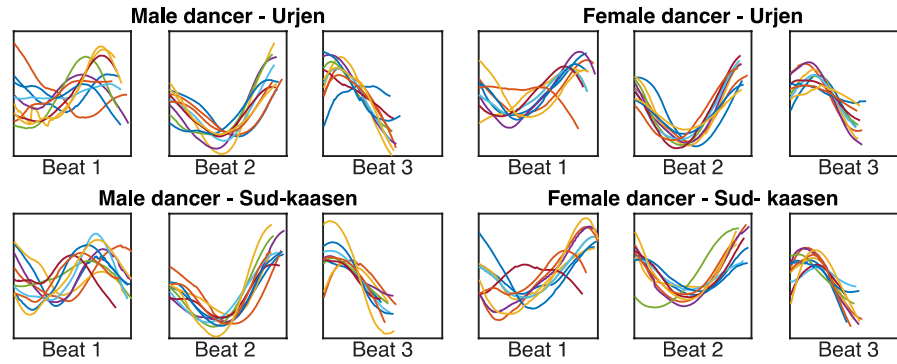 Male dancer - Urjen
Female dancer - Urjen
Beat 1
Beat 2
Beat 3
Beat 1
Beat 2
Beat 3
Male dancer - Sud-kaasen
Female dancer - Sud- kaasen
Beat 1
Beat 2
Beat 3
Beat 1
Beat 2
Beat 3